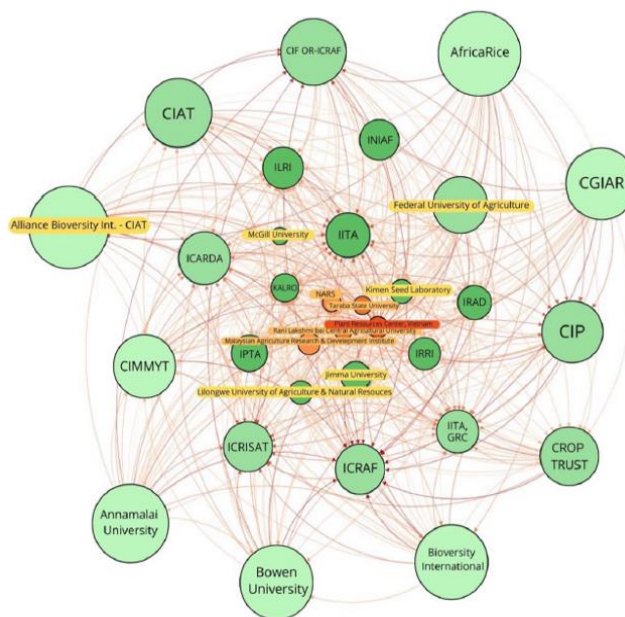 CIF OR-ICRAF
AfricaRice
CIAT
INIAF
ILRI
CGIAR
Federal University of Agriculture
Alliance Bioversity Int. - CIAT
McGill University
IITA
ICARDA
KALRO
Kimen Seed Laboratory
NARS
Taraba State University
IRAD
Plant Resources Center, Vietnam
Rani Lakshmi Bai Central Agricultural University
CIP
Malaysian Agriculture Research & Development Institute
IPTA
IRRI
CIMMYT
Jimma University
Lilongwe University of Agriculture & Natural Resouces
IITA,
GRC
ICRISAT
CROP
TRUST
ICRAF
Annamalai
University
Bioversity
International
Bowen
University